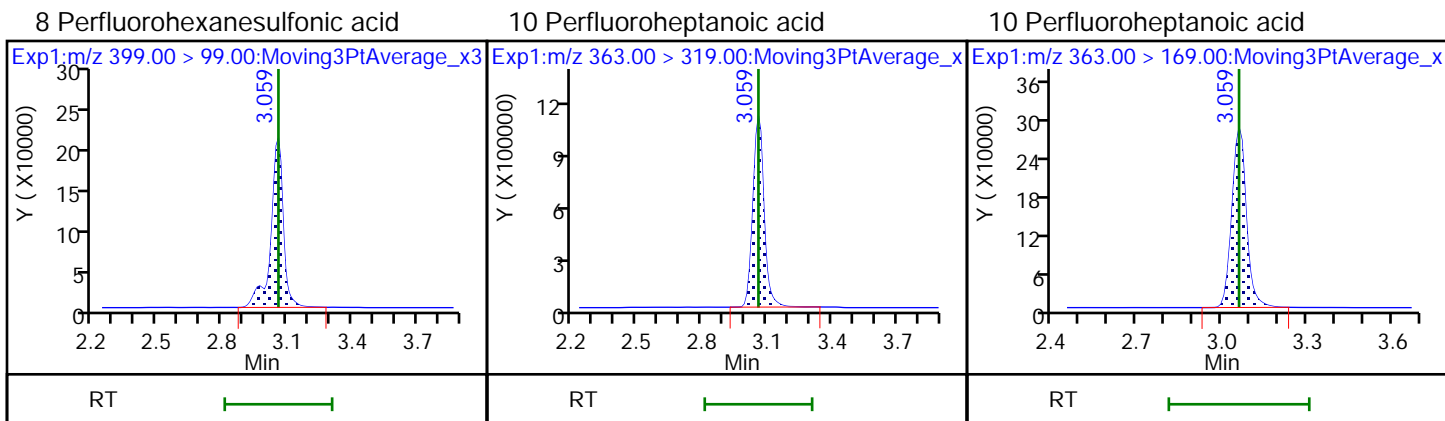 8 Perfluorohexanesulfonic acid
Exp1:m/z 399.00 > 99.00:Moving3PtAverage_x3
3.059
Y ( X10000)
30
25
20
15
10
5
0
2.2 2.5 2.8 3.1 3.4 3.7
Min
RT
10 Perfluoroheptanoic acid
Exp1:m/z 363.00 > 319.00:Moving3PtAverage_x
3.059
Y ( X100000)
12
9
6
3
0
2.2 2.5 2.8 3.1 3.4 3.7
Min
RT
10 Perfluoroheptanoic acid
Exp1:m/z 363.00 > 169.00:Moving3PtAverage_x
3.059
Y ( X10000)
36
30
24
18
12
6
0
2.4 2.7 3.0 3.3 3.6
Min
RT